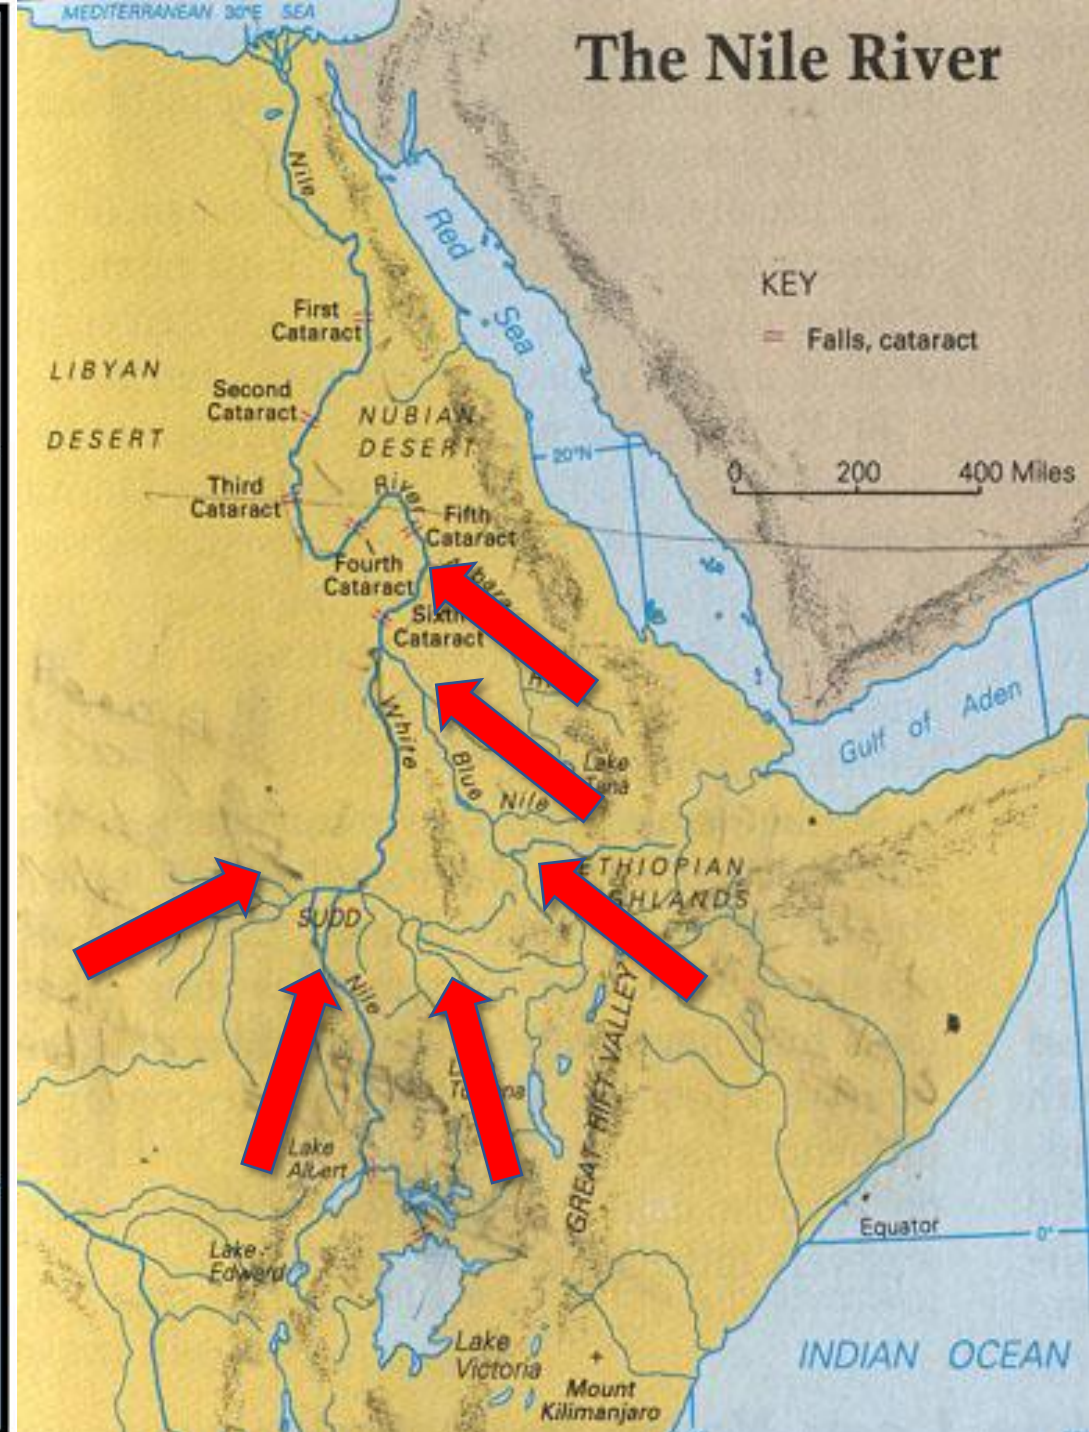 MEDITERRANEAN 30°E SEA
The Nile River
Nile
Red
Sea
KEY
Falls, cataract
First
Cataract
LIBYAN
DESERT
Second
Cataract
NUBIAN
DESERT
20°N
0 200 400 Miles
Third
Cataract
River
Fifth
Cataract
Fourth
Cataract
Sixth
Cataract
White
Blue
Nile
Lake
Tana
Gulf of Aden
ETHIOPIAN
SUDD
Nile
GREAT RIFT VALLEY
Lake
Albert
Equator
0°
Lake
Edward
Lake
Victoria
INDIAN OCEAN
Mount
Kilimanjaro